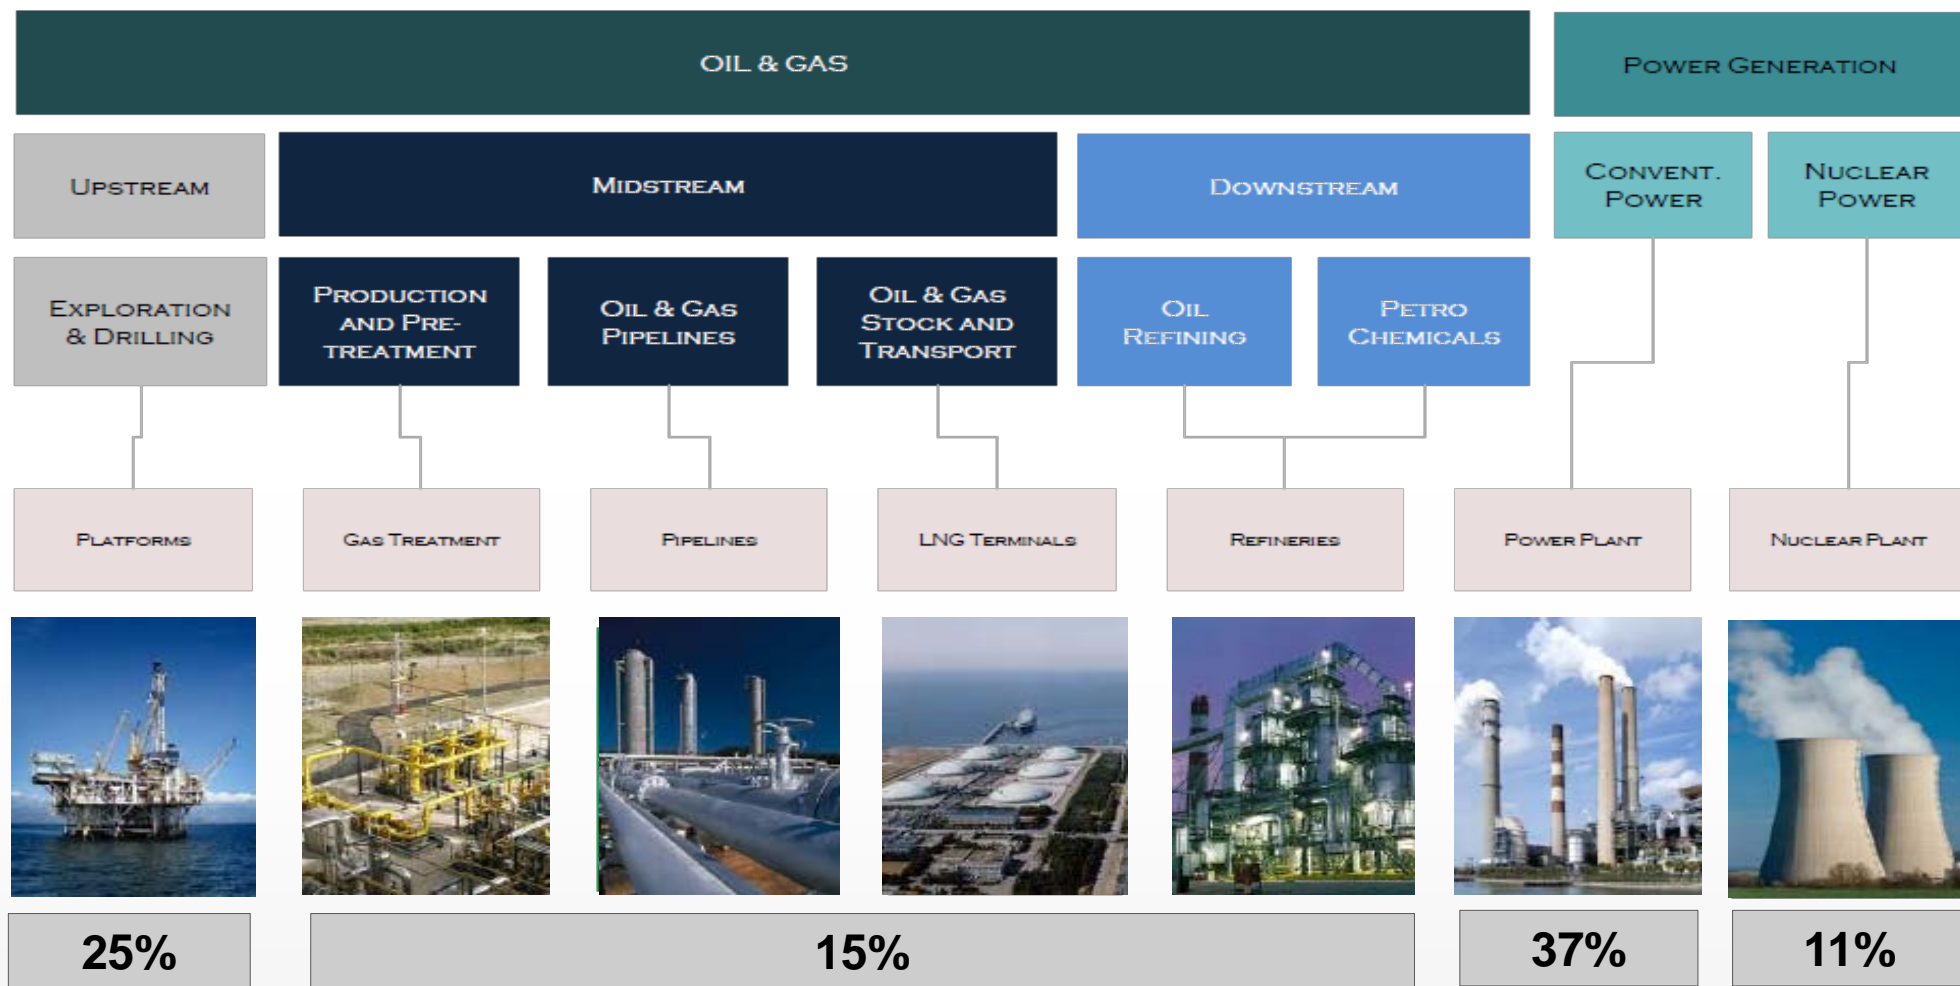 OIL & GAS
POWER GENERATION
UPSTREAM
MIDSTREAM
DOWNSTREAM
CONVENT.
POWER
NUCLEAR
POWER
EXPLORATION
& DRILLING
PRODUCTION
AND PRE-
TREATMENT
OIL & GAS
PIPELINES
OIL & GAS
STOCK AND
TRANSPORT
OIL
REFINING
PETRO
CHEMICALS
PLATFORMS
GAS TREATMENT
PIPELINES
LNG TERMINALS
REFINERIES
POWER PLANT
NUCLEAR PLANT
25%
15%
37%
11%